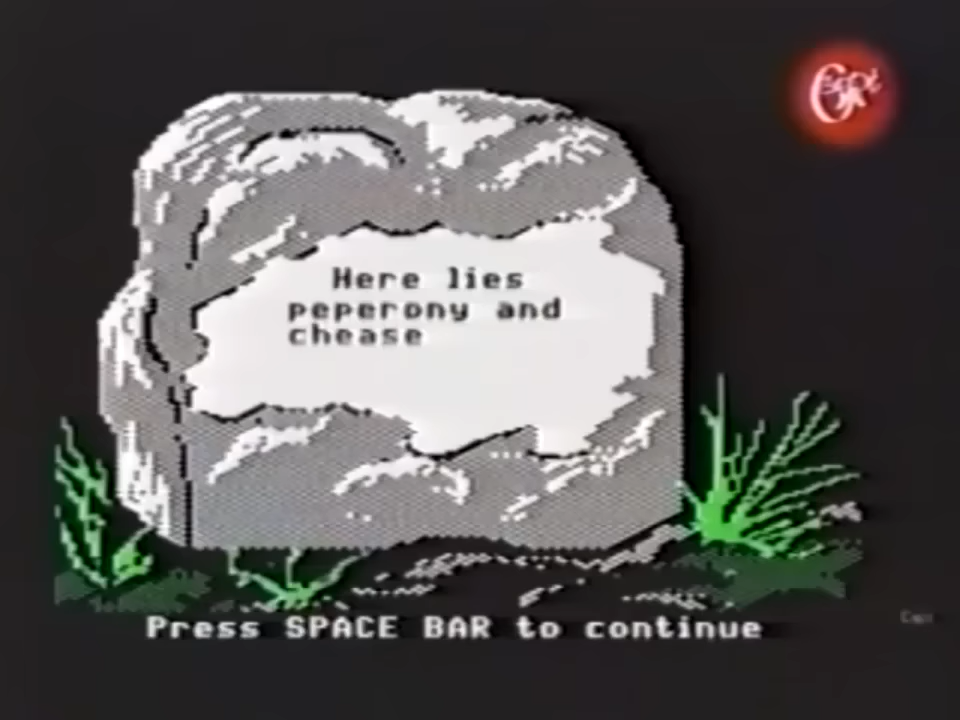 Here lies
peperony and
chease
Press SPACE BAR to continue